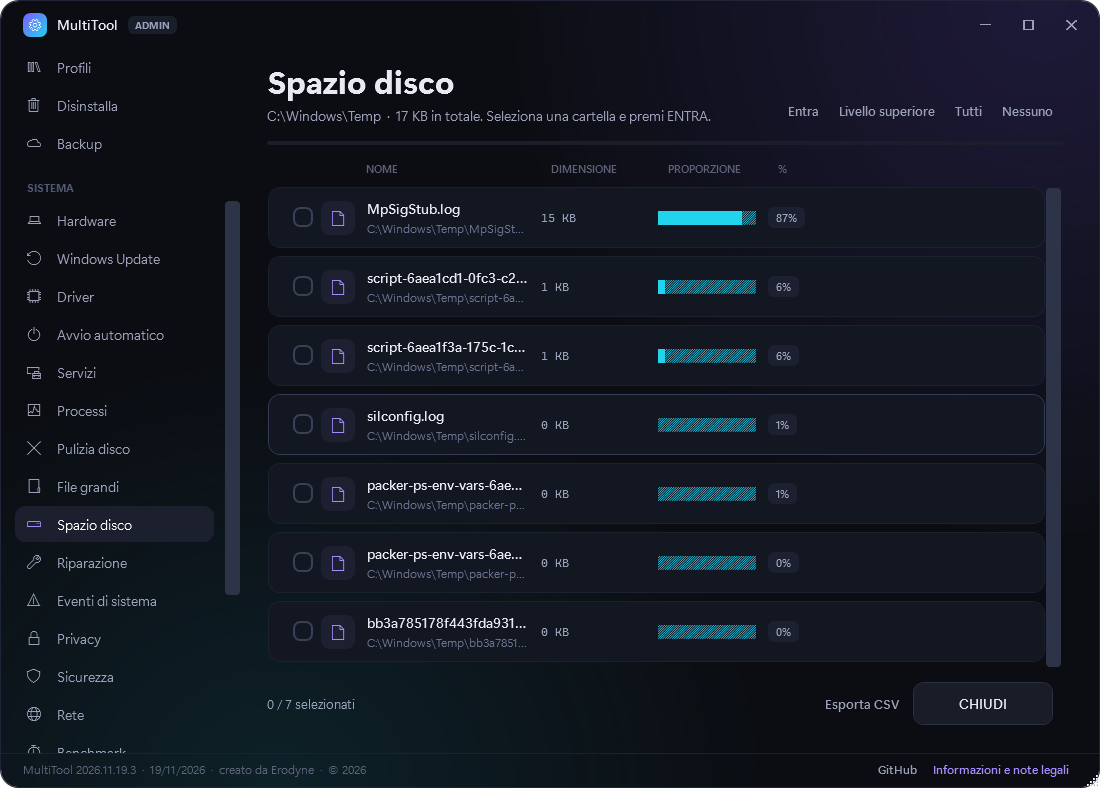 MultiTool ADMIN
Profili
Disinstalla
Backup
SISTEMA
Hardware
Windows Update
Driver
Avvio automatico
Servizi
Processi
Pulizia disco
File grandi
Spazio disco
Riparazione
Eventi di sistema
Privacy
Sicurezza
Rete
Benchmark
Spazio disco
C:\Windows\Temp · 17 KB in totale. Seleziona una cartella e premi ENTRA.
Entra Livello superiore Tutti Nessuno
NOME DIMENSIONE PROPORZIONE %
MpSigStub.log
C:\Windows\Temp\MpSigSt...
15 KB 87%
script-6aea1cd1-0fc3-c2...
C:\Windows\Temp\script-6a...
1 KB 6%
script-6aea1f3a-175c-1c...
C:\Windows\Temp\script-6a...
1 KB 6%
silconfig.log
C:\Windows\Temp\silconfig....
0 KB 1%
packer-ps-env-vars-6ae...
C:\Windows\Temp\packer-p...
0 KB 1%
packer-ps-env-vars-6ae...
C:\Windows\Temp\packer-p...
0 KB 0%
bb3a785178f443fda931...
C:\Windows\Temp\bb3a7851...
0 KB 0%
0 / 7 selezionati
Esporta CSV CHIUDI
MultiTool 2026.11.19.3 · 19/11/2026 · creato da Erodyne · © 2026
GitHub Informazioni e note legali